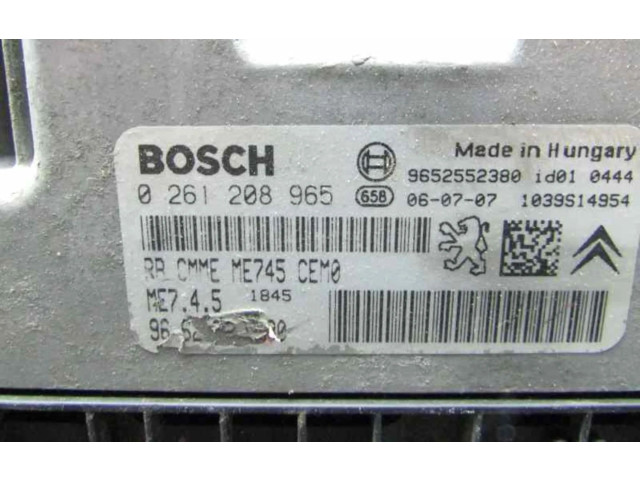 BOSCH
Made in Hungary
9652552380 id01 0444
0 261 208 965
658 06-07-07 1039S14954
RB CMME ME745 CEM0
ME7.4.5 1845